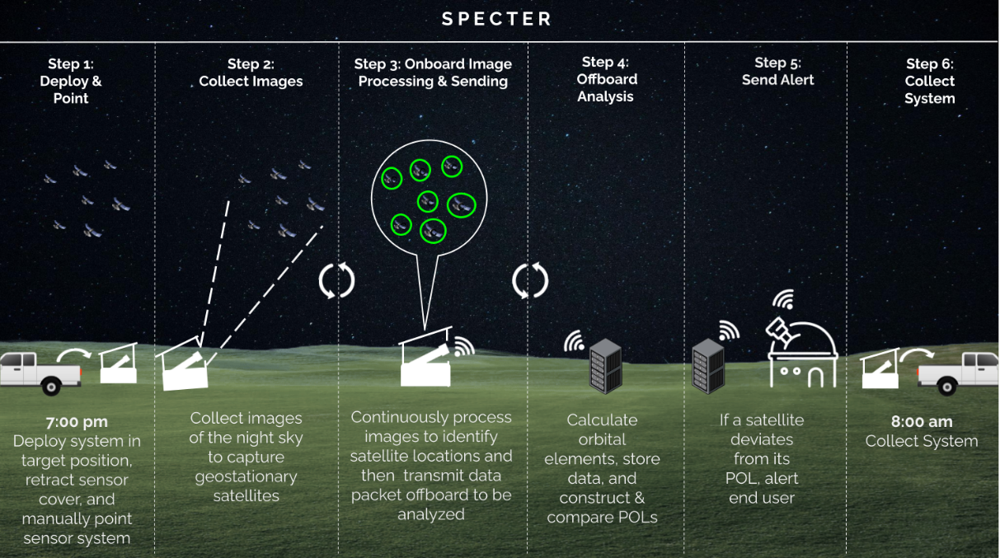 SPECTER
Step 1:
Deploy &
Point
Step 2:
Collect Images
Step 3: Onboard Image
Processing & Sending
Step 4:
Offboard
Analysis
Step 5:
Send Alert
Step 6:
Collect
System
7:00 pm
Deploy system in
target position,
retract sensor
cover, and
manually point
sensor system
Collect images
of the night sky
to capture
geostationary
satellites
Continuously process
images to identify
satellite locations and
then transmit data
packet offboard to be
analyzed
Calculate
orbital
elements, store
data, and
construct &
compare POLs
If a satellite
deviates
from its
POL, alert
end user
8:00 am
Collect System